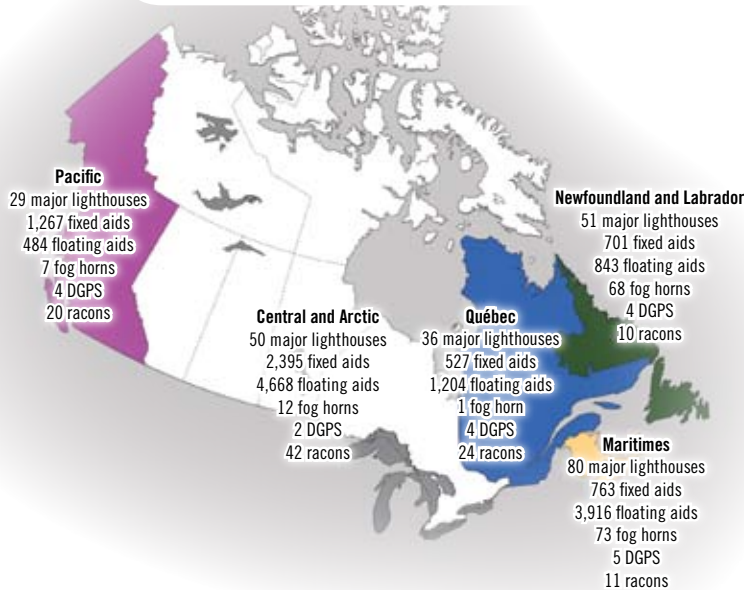 Pacific
29 major lighthouses
1,267 fixed aids
484 floating aids
7 fog horns
4 DGPS
20 racons
Central and Arctic
50 major lighthouses
2,395 fixed aids
4,668 floating aids
12 fog horns
2 DGPS
42 racons
Québec
36 major lighthouses
527 fixed aids
1,204 floating aids
1 fog horn
4 DGPS
24 racons
Newfoundland and Labrador
51 major lighthouses
701 fixed aids
843 floating aids
68 fog horns
4 DGPS
10 racons
Maritimes
80 major lighthouses
763 fixed aids
3,916 floating aids
73 fog horns
5 DGPS
11 racons